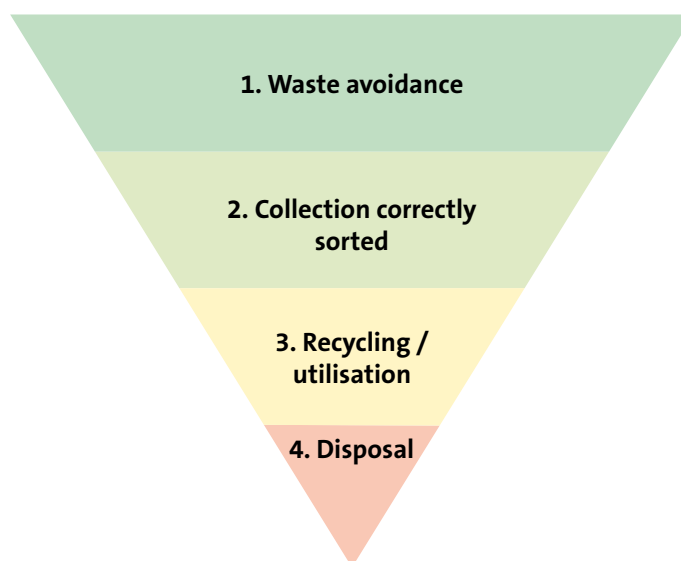 1. Waste avoidance
2. Collection correctly
sorted
3. Recycling /
utilisation
4. Disposal